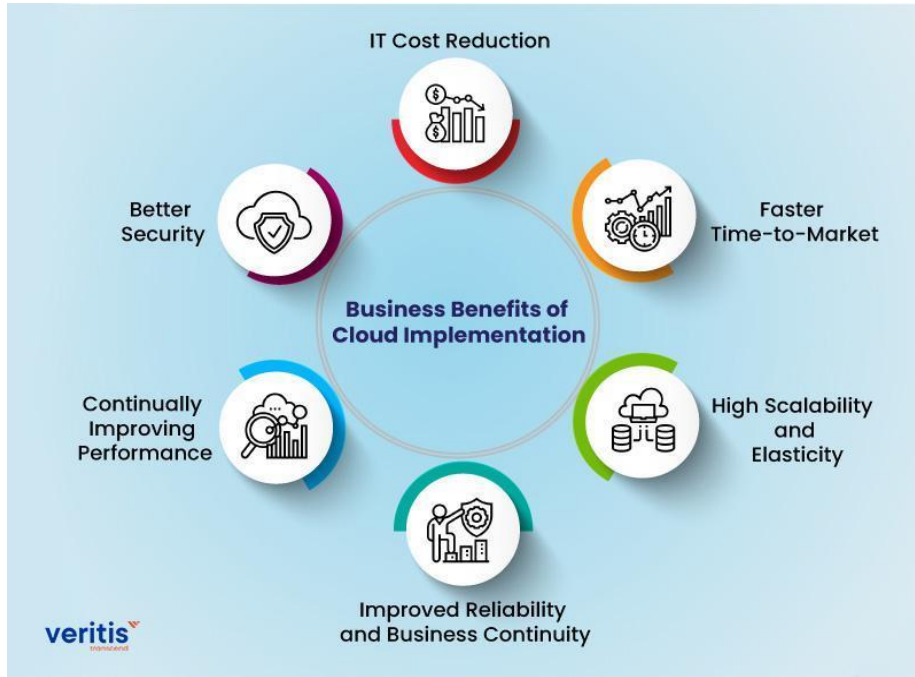 IT Cost Reduction
Better
Security
Faster
Time-to-Market
Business Benefits of
Cloud Implementation
Continually
Improving
Performance
High Scalability
and
Elasticity
Improved Reliability
and Business Continuity
veritis
transcend